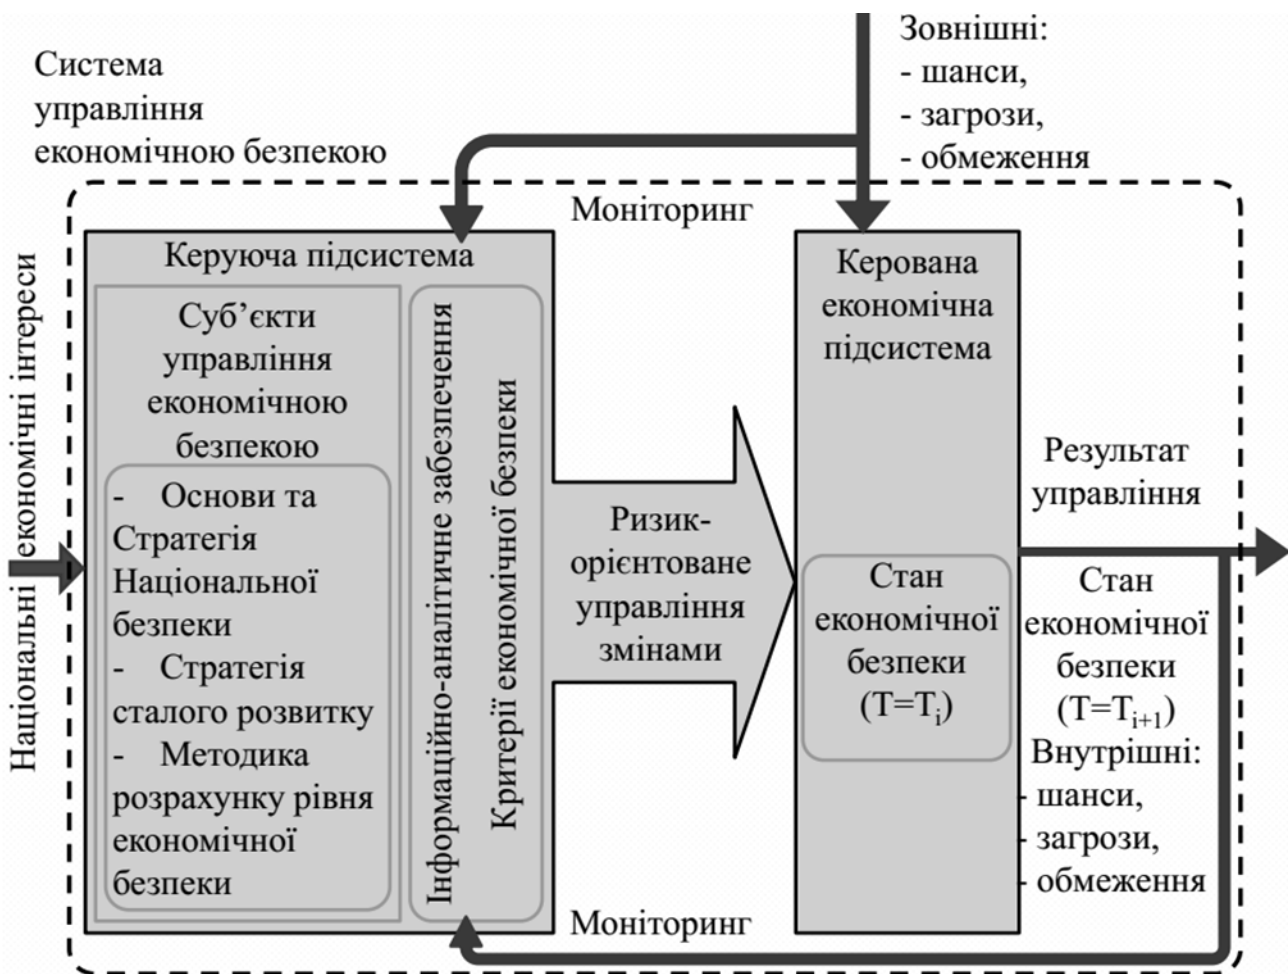 Система
управління
економічною безпекою
Зовнішні:
- шанси,
- загрози,
- обмеження
Моніторинг
Національні економічні інтереси
Керуюча підсистема
Суб’єкти
управління
економічною
безпекою
- Основи та
Стратегія
Національної
безпеки
- Стратегія
сталого розвитку
- Методика
розрахунку рівня
економічної
безпеки
Інформаційно-аналітичне забезпечення
Критерії економічної безпеки
Ризик-
орієнтоване
управління
змінами
Керована
економічна
підсистема
Стан
економічної
безпеки
(T=Ti)
Результат
управління
Стан
економічної
безпеки
(T=Ti+1)
Внутрішні:
- шанси,
- загрози,
- обмеження
Моніторинг